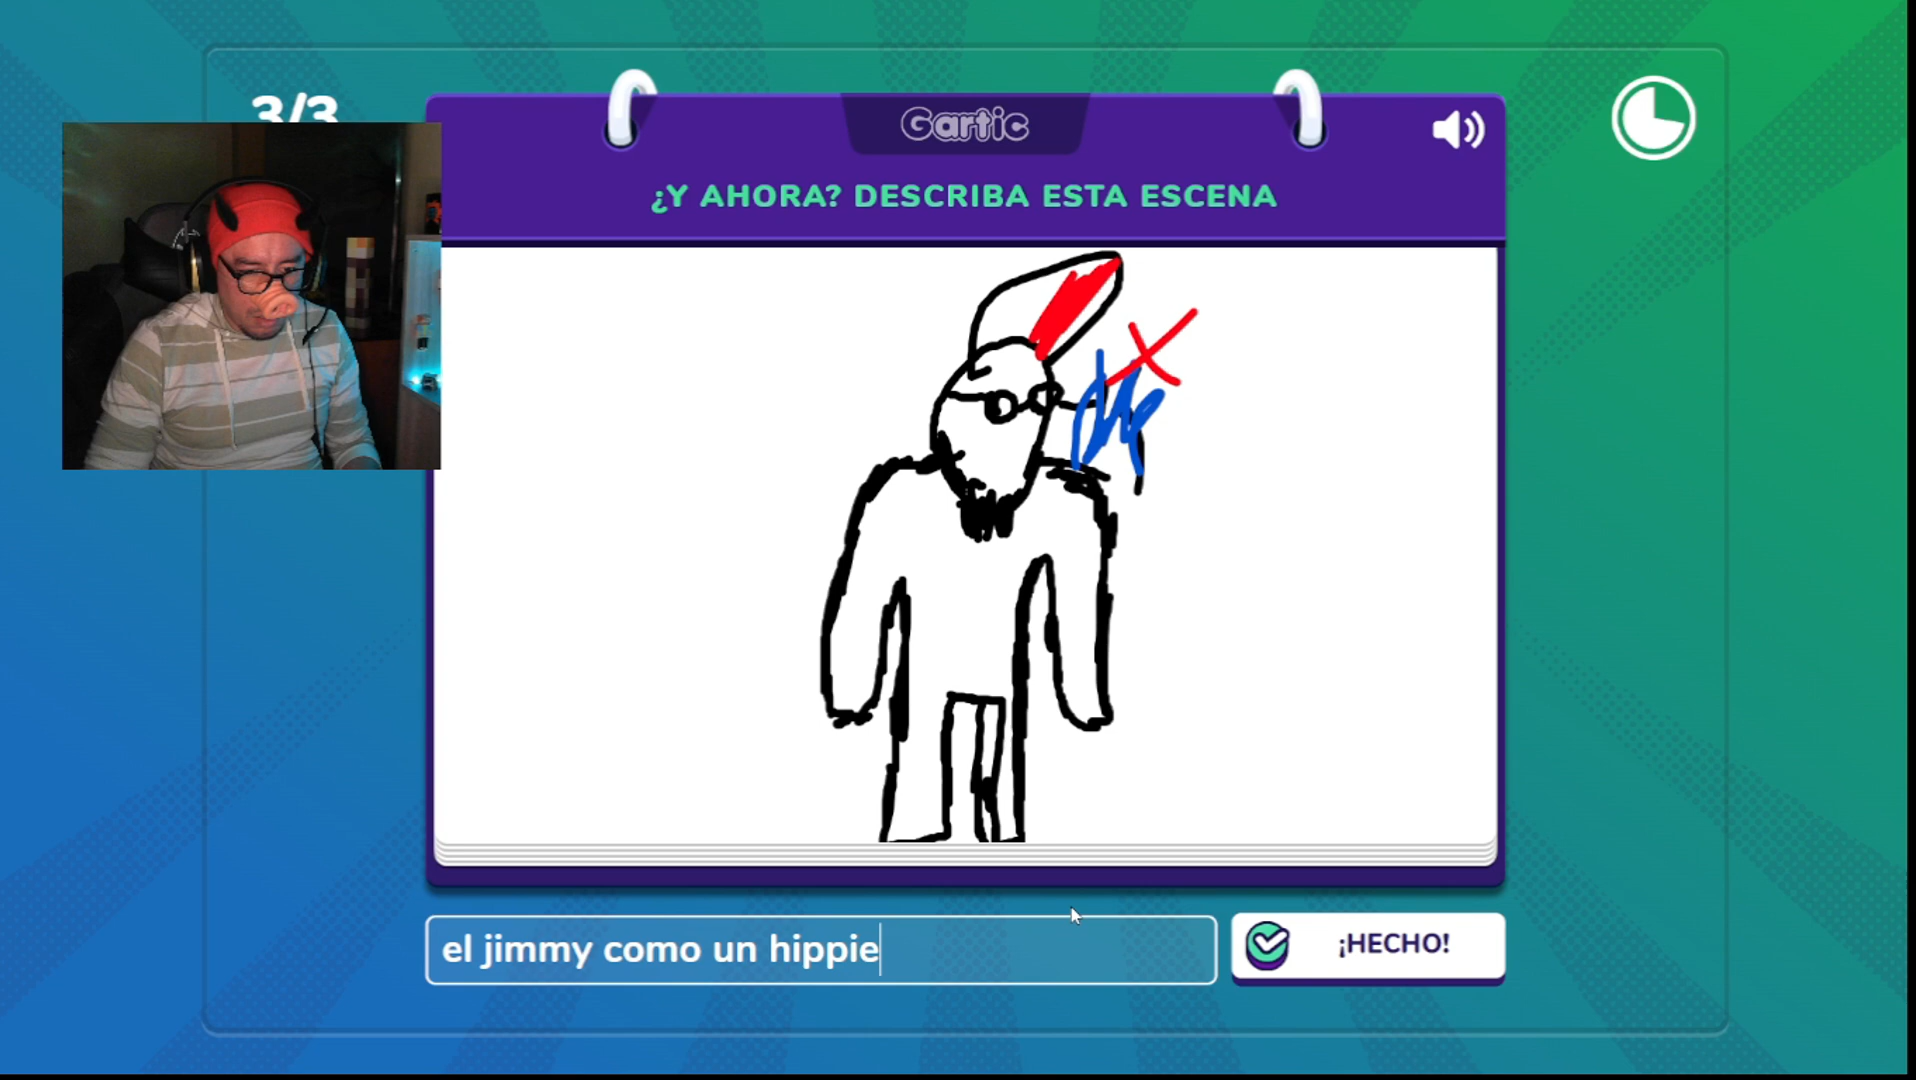 3/3
Gartic
¿Y AHORA? DESCRIBA ESTA ESCENA
el jimmy como un hippie
¡HECHO!